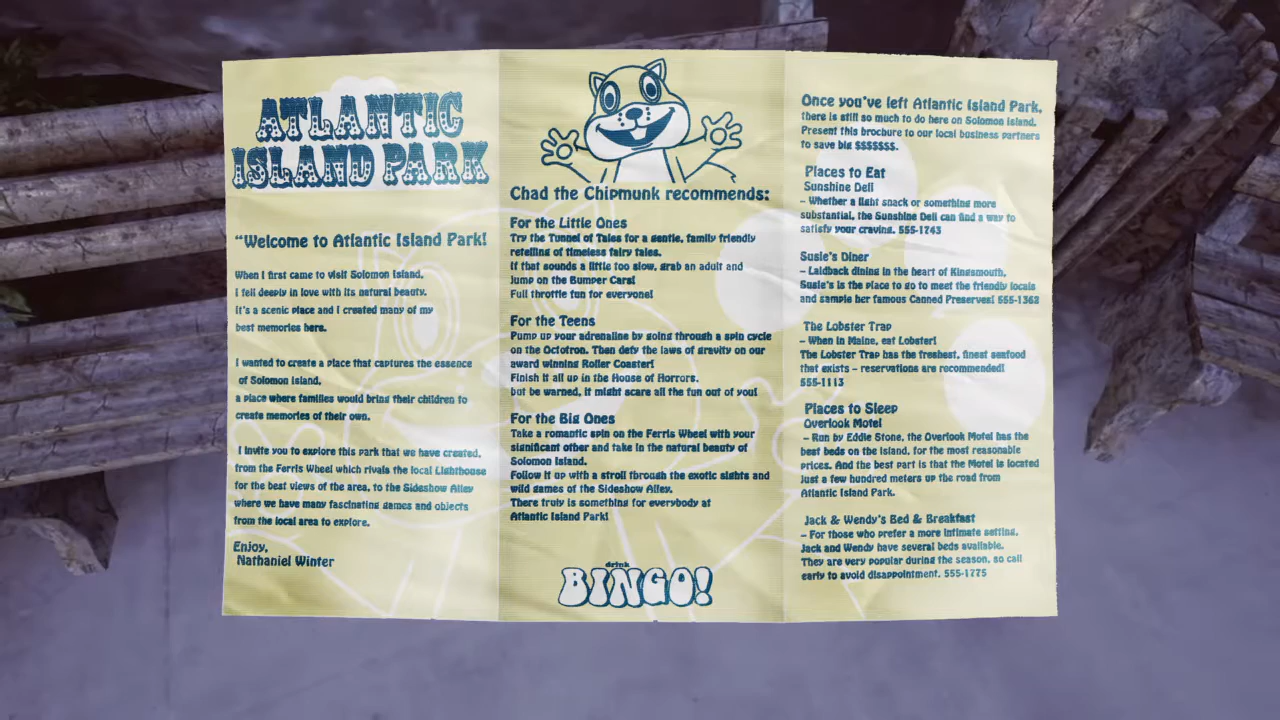 ATLANTIC
ISLAND PARK
"Welcome to Atlantic Island Park!
When I first came to visit Solomon Island,
I fell deeply in love with its natural beauty.
It's a scenic place and I created many of my
best memories here.
I wanted to create a place that captures the essence
of Solomon Island,
a place where families would bring their children to
create memories of their own.
I invite you to explore this park that we have created,
from the Ferris Wheel which rivals the local Lighthouse
for the best views of the area, to the Sideshow Alley
where we have many fascinating games and objects
from the local area to explore.
Enjoy,
Nathaniel Winter
Chad the Chipmunk recommends:
For the Little Ones
Try the Tunnel of Tales for a gentle, family friendly
retelling of timeless fairy tales.
If that sounds a little too slow, grab an adult and
jump on the Bumper Cars!
Full throttle fun for everyone!
For the Teens
Pump up your adrenaline by going through a spin cycle
on the Octotron. Then defy the laws of gravity on our
award winning Roller Coaster!
Finish it all up in the House of Horrors.
but be warned, it might scare all the fun out of you!
For the Big Ones
Take a romantic spin on the Ferris Wheel with your
significant other and take in the natural beauty of
Solomon Island.
Follow it up with a stroll through the exotic sights and
wild games of the Sideshow Alley.
There truly is something for everybody at
Atlantic Island Park!
drink
BINGO!
Once you've left Atlantic Island Park,
there is still so much to do here on Solomon Island.
Present this brochure to our local business partners
to save big $$$$$$$.
Places to Eat
Sunshine Deli
- Whether a light snack or something more
substantial, the Sunshine Deli can find a way to
satisfy your craving. 555-1743
Susie's Diner
- Laidback dining in the heart of Kingsmouth,
Susie's is the place to go to meet the friendly locals
and sample her famous Canned Preserves! 555-1362
The Lobster Trap
- When in Maine, eat Lobster!
The Lobster Trap has the freshest, finest seafood
that exists - reservations are recommended!
555-1113
Places to Sleep
Overlook Motel
- Run by Eddie Stone, the Overlook Motel has the
best beds on the island, for the most reasonable
prices. And the best part is that the Motel is located
just a few hundred meters up the road from
Atlantic Island Park.
Jack & Wendy's Bed & Breakfast
- For those who prefer a more intimate setting,
Jack and Wendy have several beds available.
They are very popular during the season, so call
early to avoid disappointment. 555-1775